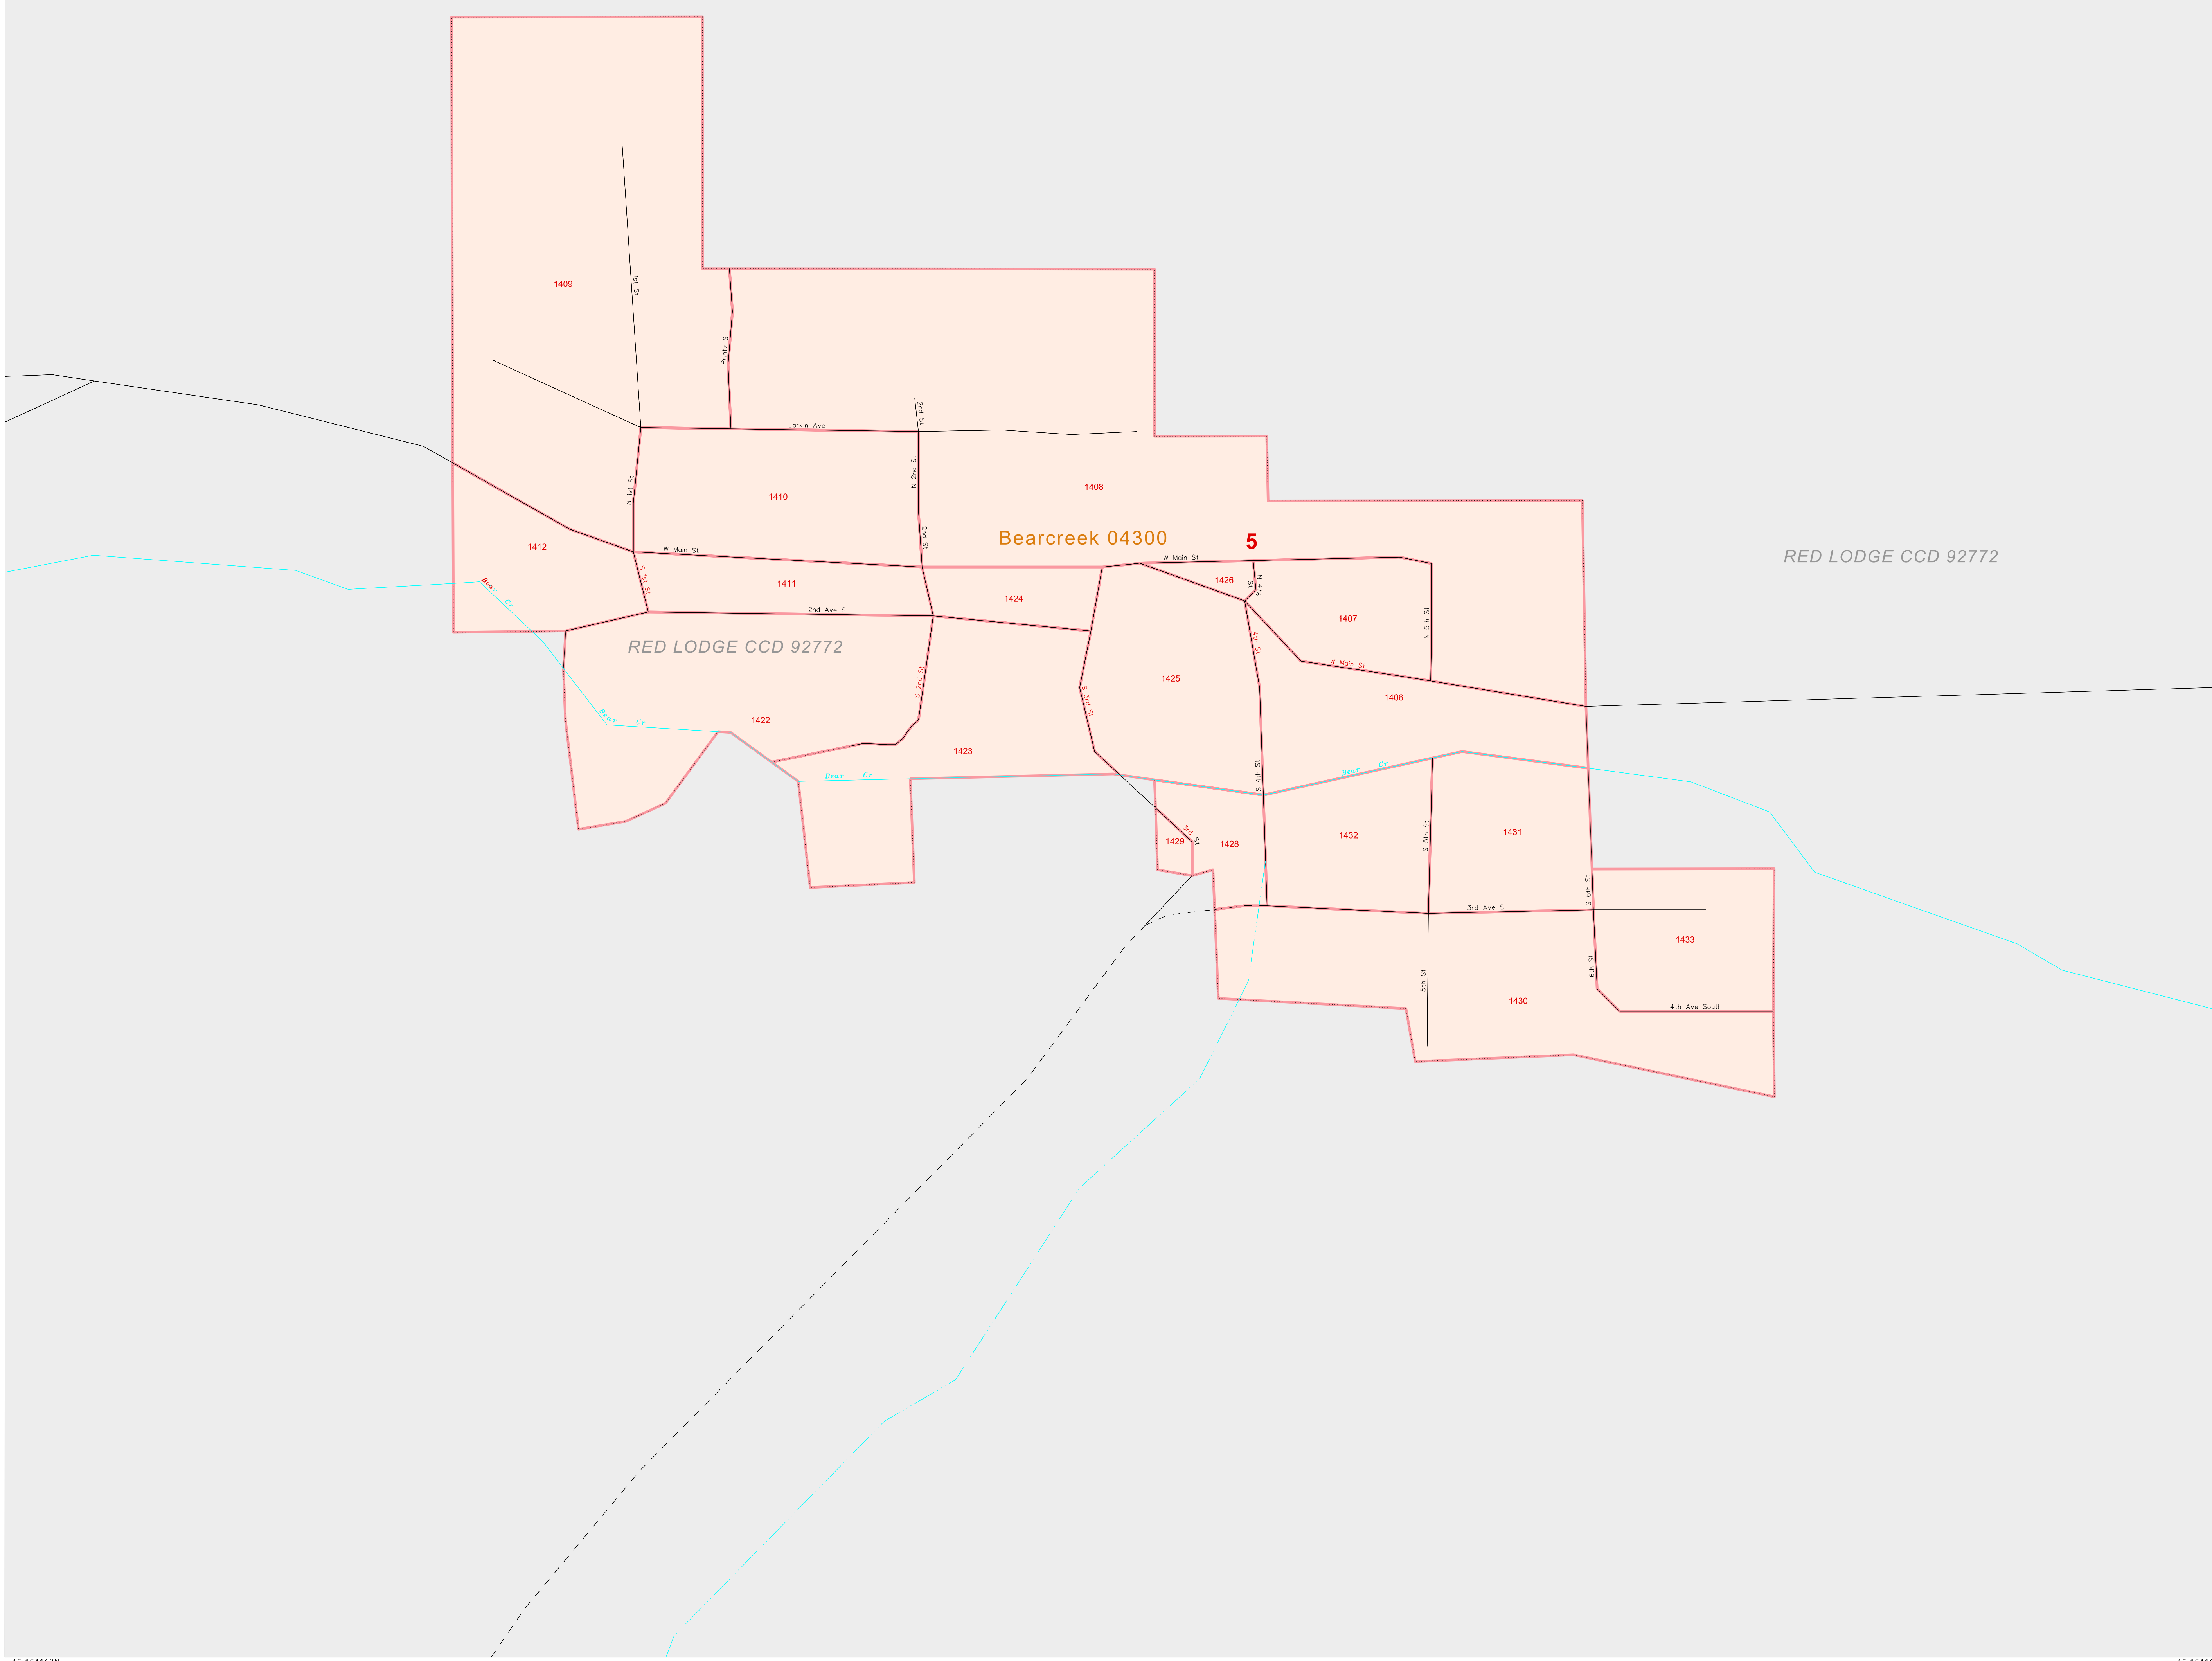 1409
1st St
Printz St
2nd St
Larkin Ave
N 2nd St
N 1st St
1410
1408
Bearcreek 04300
5
2nd St
1412
W Main St
W Main St
RED LODGE CCD 92772
S 1st St
1411
1426
N 4th St
Bear Cr
1424
2nd Ave S
1407
N 5th St
RED LODGE CCD 92772
4th St
W Main St
S 2nd St
1425
S 3rd St
1406
Bear Cr
1422
1423
Bear Cr
S 4th St
Bear Cr
3rd St
1429
1428
1432
S 5th St
1431
S 6th St
3rd Ave S
1433
6th St
5th St
1430
4th Ave South